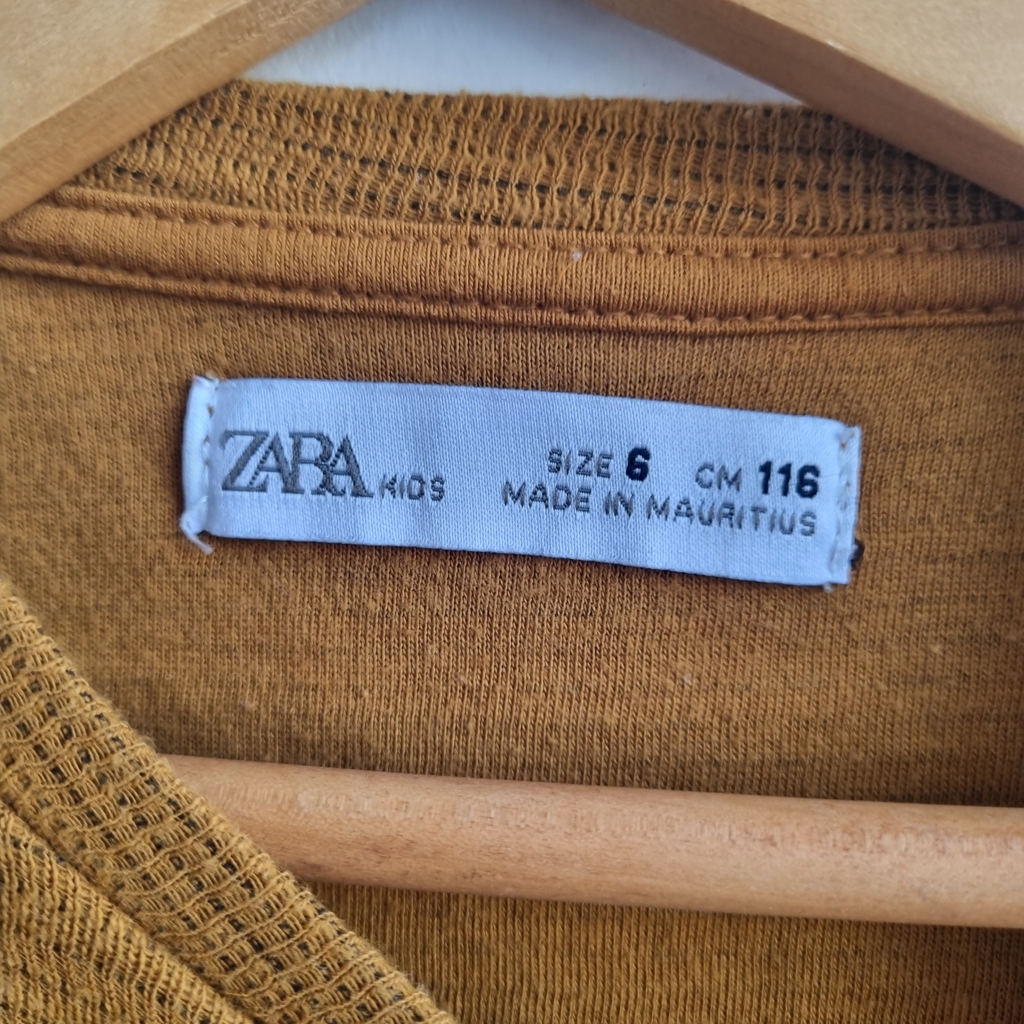 ZARA KIDS
SIZE 6 CM 116
MADE IN MAURITIUS